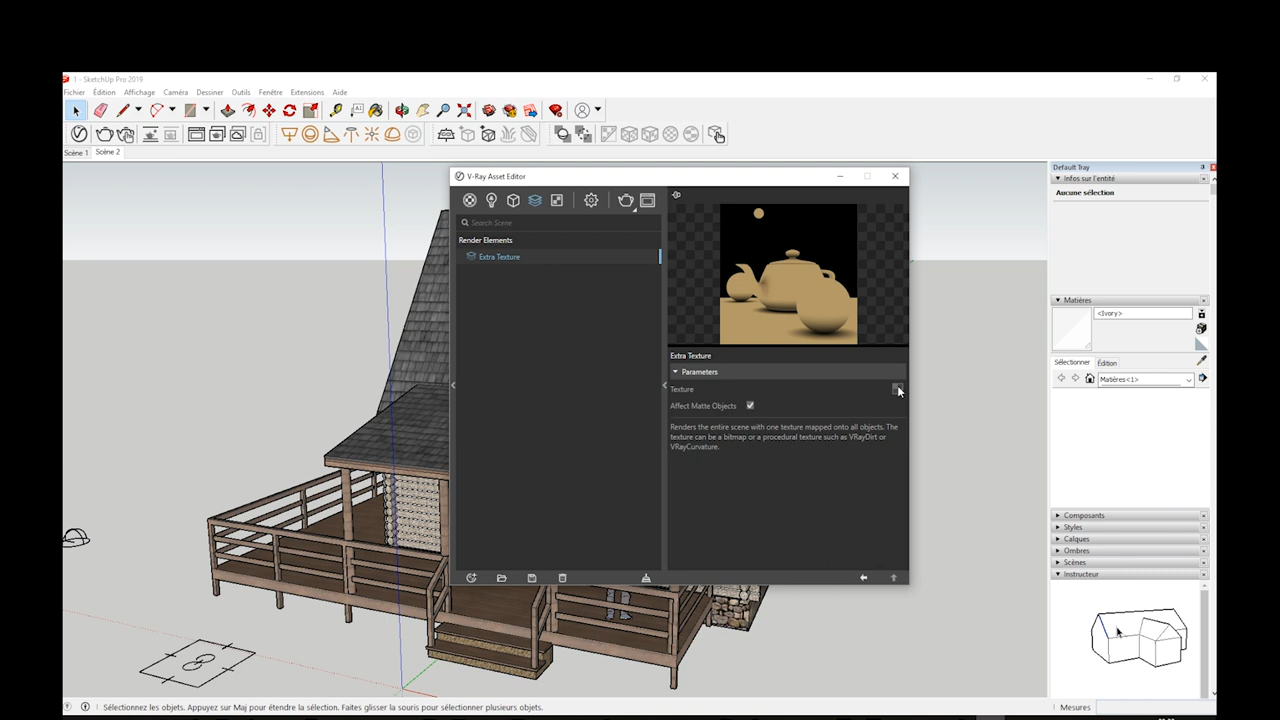 1 - SketchUp Pro 2019
Fichier Édition Affichage Caméra Dessiner Outils Fenêtre Extensions Aide
Scène 1 Scène 2
V-Ray Asset Editor
Search Scene
Render Elements
Extra Texture
Extra Texture
Parameters
Texture
Affect Matte Objects
Renders the entire scene with one texture mapped onto all objects. The
texture can be a bitmap or a procedural texture such as VRayDirt or
VRayCurvature.
Default Tray
Infos sur l'entité
Aucune sélection
Matières
<Ivory>
Sélectionner Édition
Matières<1>
Composants
Styles
Calques
Ombres
Scènes
Instructeur
Sélectionnez les objets. Appuyez sur Maj pour étendre la sélection. Faites glisser la souris pour sélectionner plusieurs objets.
Mesures